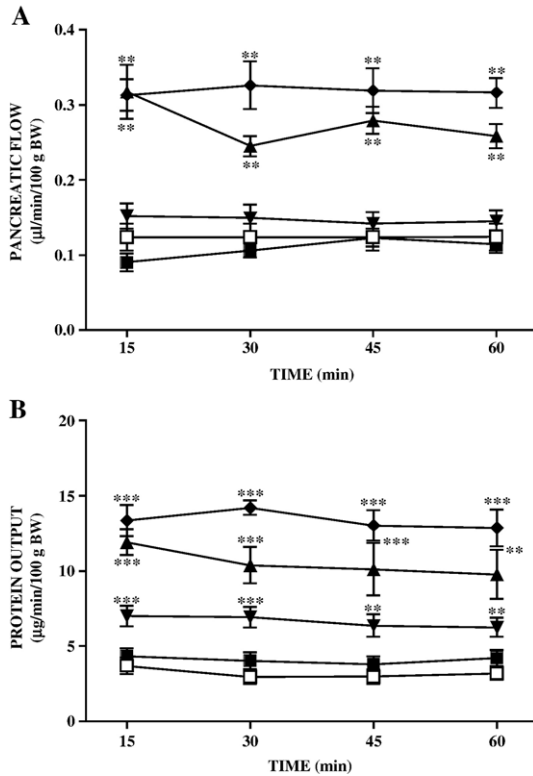 A
PANCREATIC FLOW
(µl/min/100 g BW)
0.4
0.3
0.2
0.1
0.0
** ** ** **
** ** ** **
15 30 45 60
TIME (min)
B
PROTEIN OUTPUT
(µg/min/100 g BW)
20
15
10
5
0
*** *** *** ***
*** *** *** **
*** *** ** **
15 30 45 60
TIME (min)